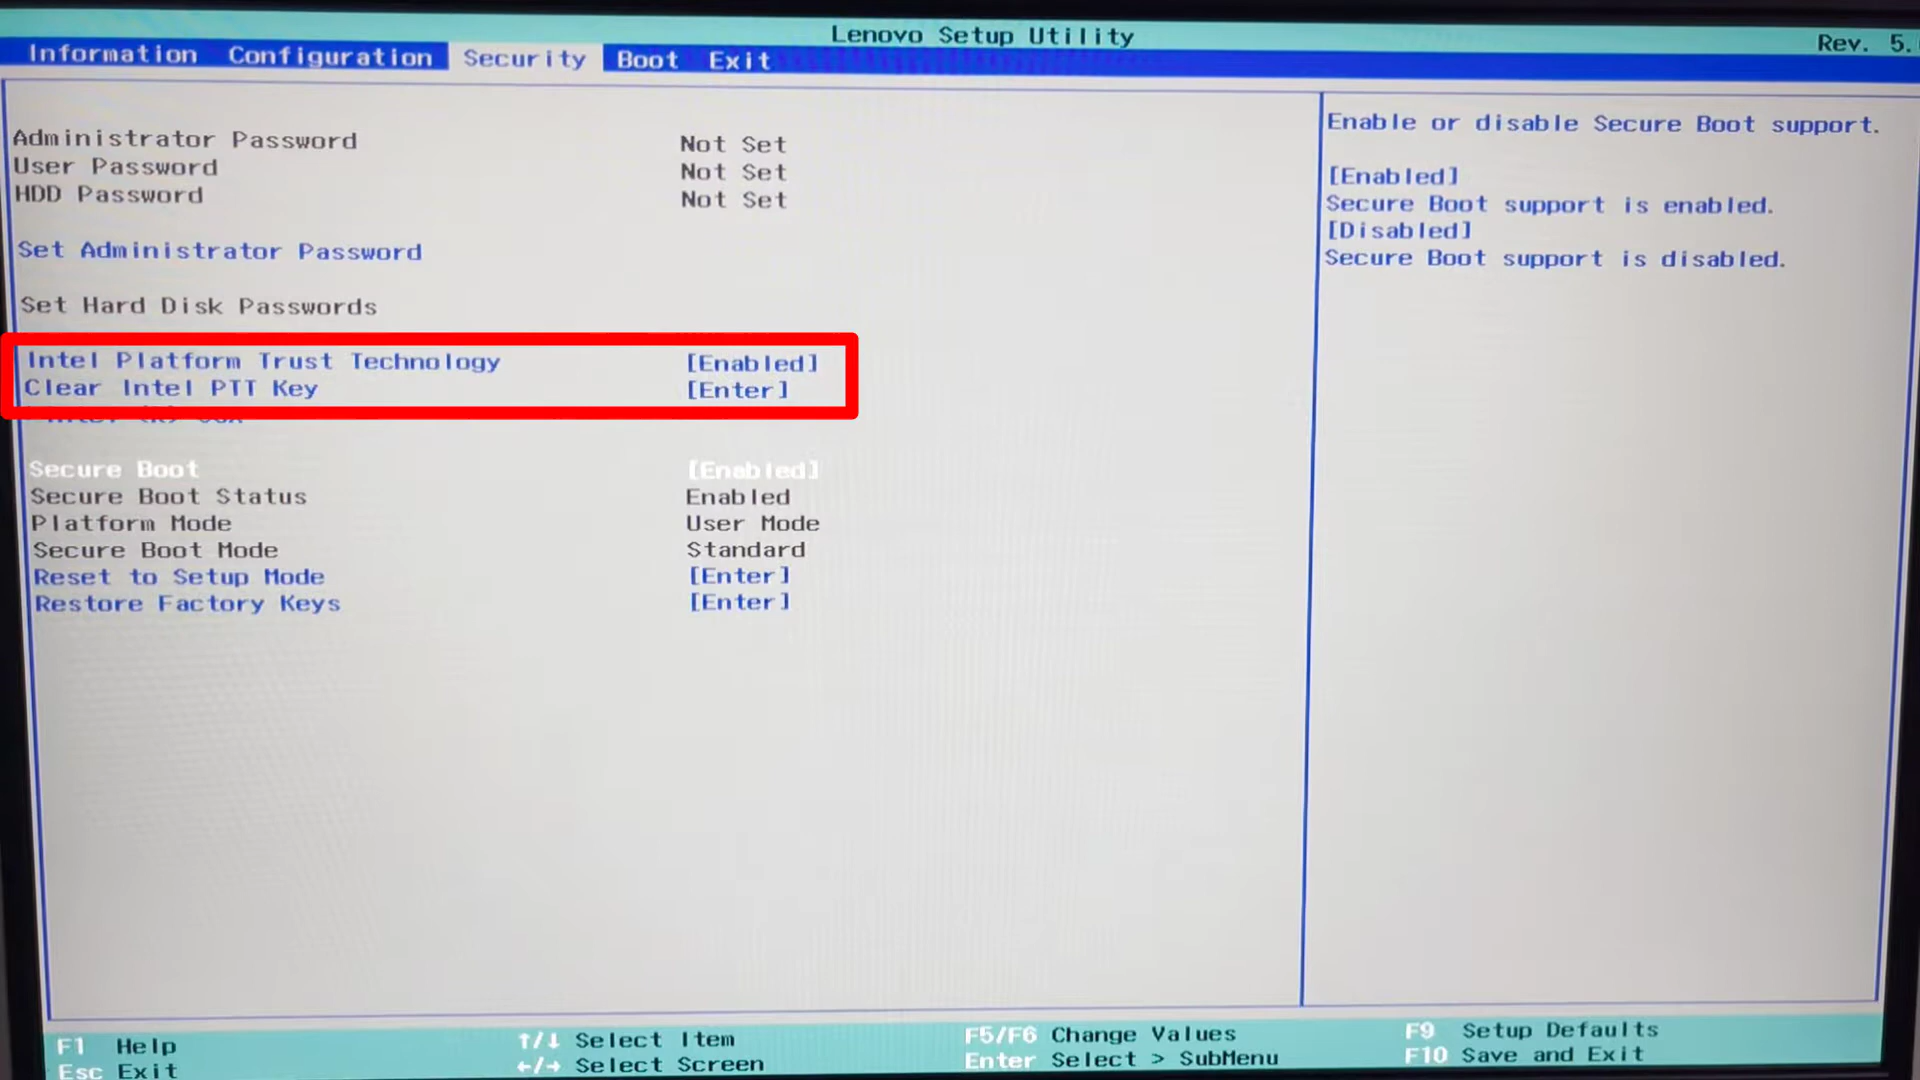 Lenovo Setup Utility
Rev. 5.
Information Configuration Security Boot Exit
Administrator Password Not Set
User Password Not Set
HDD Password Not Set
Set Administrator Password
Set Hard Disk Passwords
Intel Platform Trust Technology [Enabled]
Clear Intel PTT Key [Enter]
Secure Boot [Enabled]
Secure Boot Status Enabled
Platform Mode User Mode
Secure Boot Mode Standard
Reset to Setup Mode [Enter]
Restore Factory Keys [Enter]
Enable or disable Secure Boot support.
[Enabled]
Secure Boot support is enabled.
[Disabled]
Secure Boot support is disabled.
F1 Help ↑/↓ Select Item F5/F6 Change Values F9 Setup Defaults
Esc Exit ←/→ Select Screen Enter Select > SubMenu F10 Save and Exit